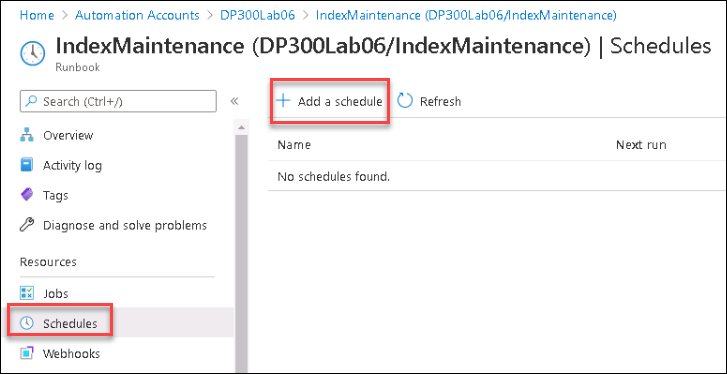 Home > Automation Accounts > DP300Lab06 > IndexMaintenance (DP300Lab06/IndexMaintenance)
IndexMaintenance (DP300Lab06/IndexMaintenance) | Schedules
Runbook
Search (Ctrl+/)
«
+ Add a schedule
Refresh
Overview
Activity log
Tags
Diagnose and solve problems
Resources
Jobs
Schedules
Webhooks
Name
Next run
No schedules found.